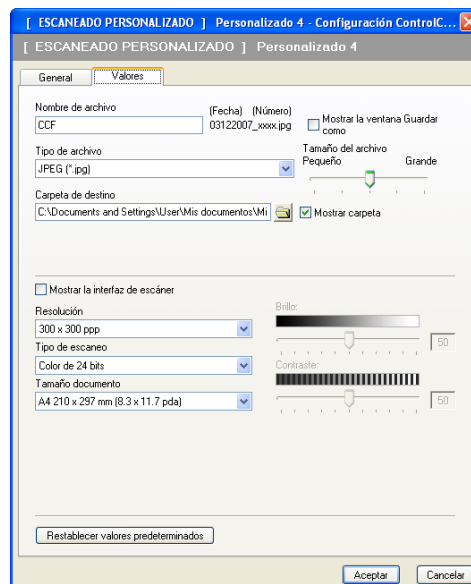 [ ESCANEADO PERSONALIZADO ] Personalizado 4 - Configuración ControlC...
[ ESCANEADO PERSONALIZADO ] Personalizado 4
General Valores
Nombre de archivo
(Fecha) (Número)
CCF
03122007_xxxx.jpg
Mostrar la ventana Guardar como
Tipo de archivo
JPEG (*.jpg)
Tamaño del archivo
Pequeño Grande
Carpeta de destino
C:\Documents and Settings\User\Mis documentos\Mi
Mostrar carpeta
Mostrar la interfaz de escáner
Resolución
300 x 300 ppp
Tipo de escaneo
Color de 24 bits
Tamaño documento
A4 210 x 297 mm (8.3 x 11.7 pda)
Brillo:
50
Contraste:
50
Restablecer valores predeterminados
Aceptar Cancelar